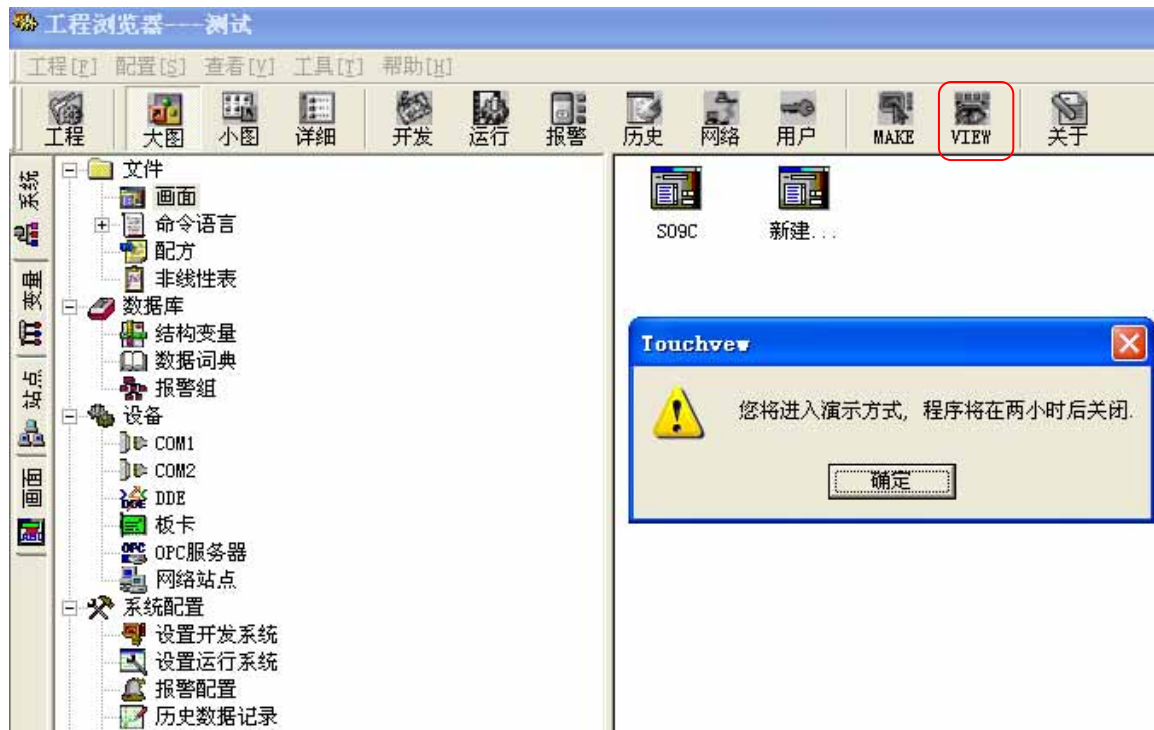 工程浏览器---测试
工程[F] 配置[S] 查看[V] 工具[T] 帮助[H]
工程 大图 小图 详细 开发 运行 报警 历史 网络 用户 MAKE VIEW 关于
系统
变量
站点
画面
文件
画面
命令语言
配方
非线性表
数据库
结构变量
数据词典
报警组
设备
COM1
COM2
DDE
板卡
OPC服务器
网络站点
系统配置
设置开发系统
设置运行系统
报警配置
历史数据记录
S09C 新建...
Touchvew
您将进入演示方式, 程序将在两小时后关闭.
确定